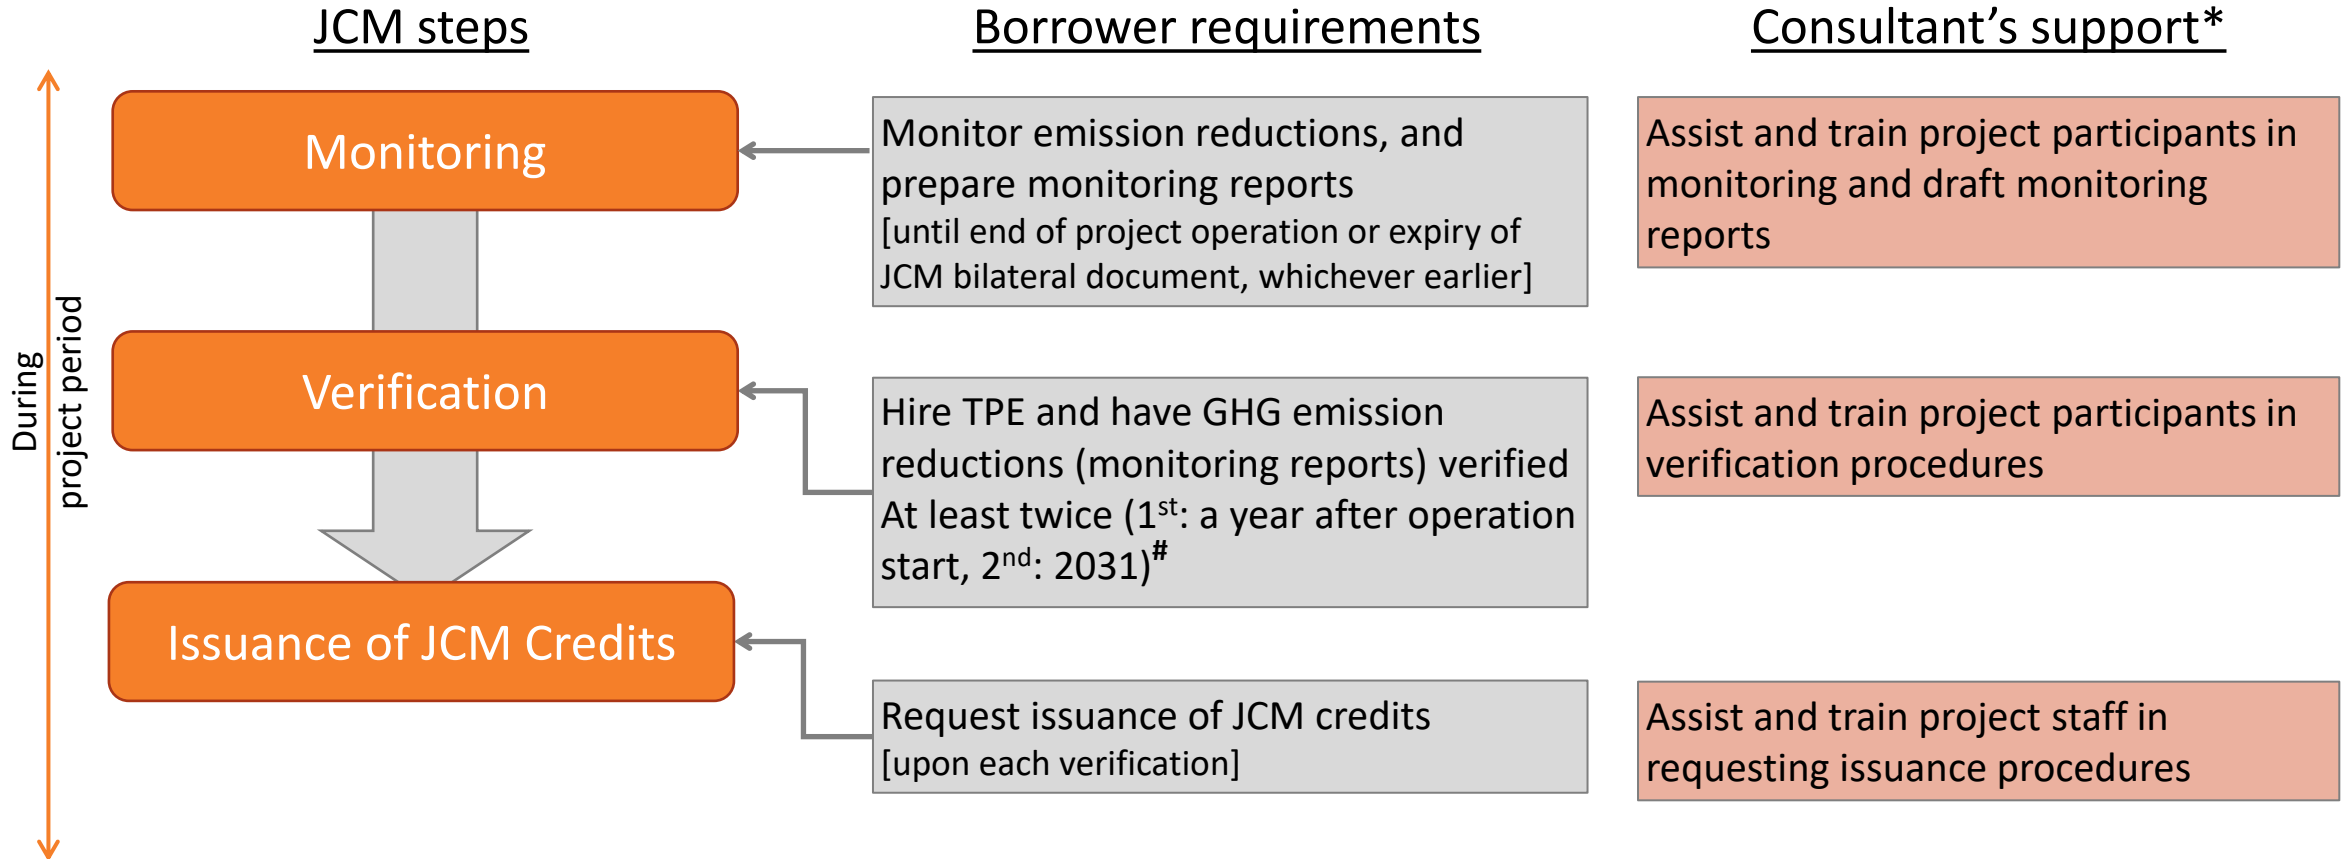 JCM steps
Borrower requirements
Consultant's support*
During
project period
Monitoring
Monitor emission reductions, and
prepare monitoring reports
[until end of project operation or expiry of
JCM bilateral document, whichever earlier]
Assist and train project participants in
monitoring and draft monitoring
reports
Verification
Hire TPE and have GHG emission
reductions (monitoring reports) verified
At least twice (1st: a year after operation
start, 2nd: 2031)#
Assist and train project participants in
verification procedures
Issuance of JCM Credits
Request issuance of JCM credits
[upon each verification]
Assist and train project staff in
requesting issuance procedures